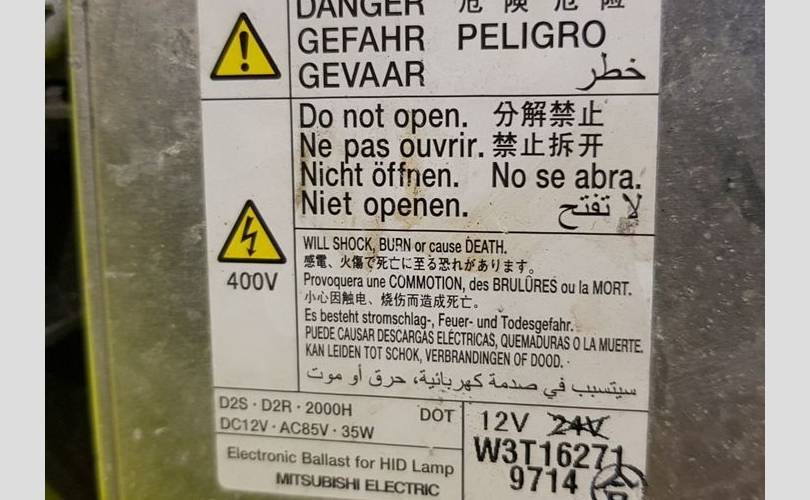 DANGER 危険 危险
GEFAHR PELIGRO
GEVAAR خطر
Do not open. 分解禁止
Ne pas ouvrir. 禁止拆开
Nicht öffnen. No se abra.
Niet openen. لا تفتح
400V
WILL SHOCK, BURN or cause DEATH.
感電、火傷で死亡に至る恐れがあります。
Provoquera une COMMOTION, des BRULÛRES ou la MORT.
小心因触电、烧伤而造成死亡。
Es besteht stromschlag-, Feuer- und Todesgefahr.
PUEDE CAUSAR DESCARGAS ELÉCTRICAS, QUEMADURAS O LA MUERTE.
KAN LEIDEN TOT SCHOK, VERBRANDINGEN OF DOOD.
سيتسبب في صدمة كهربائية، حرق أو موت
D2S · D2R · 2000H DOT
DC12V · AC85V · 35W
Electronic Ballast for HID Lamp
MITSUBISHI ELECTRIC
12V 24V
W3T16271
9714